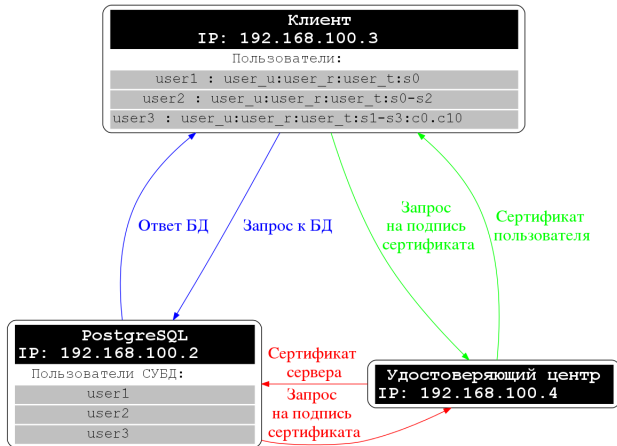 Клиент
IP: 192.168.100.3
Пользователи:
user1 : user_u:user_r:user_t:s0
user2 : user_u:user_r:user_t:s0-s2
user3 : user_u:user_r:user_t:s1-s3:c0.c10
Ответ БД
Запрос к БД
Запрос
на подпись
сертификата
Сертификат
пользователя
PostgreSQL
IP: 192.168.100.2
Пользователи СУБД:
user1
user2
user3
Сертификат
сервера
Запрос
на подпись
сертификата
Удостоверяющий центр
IP: 192.168.100.4